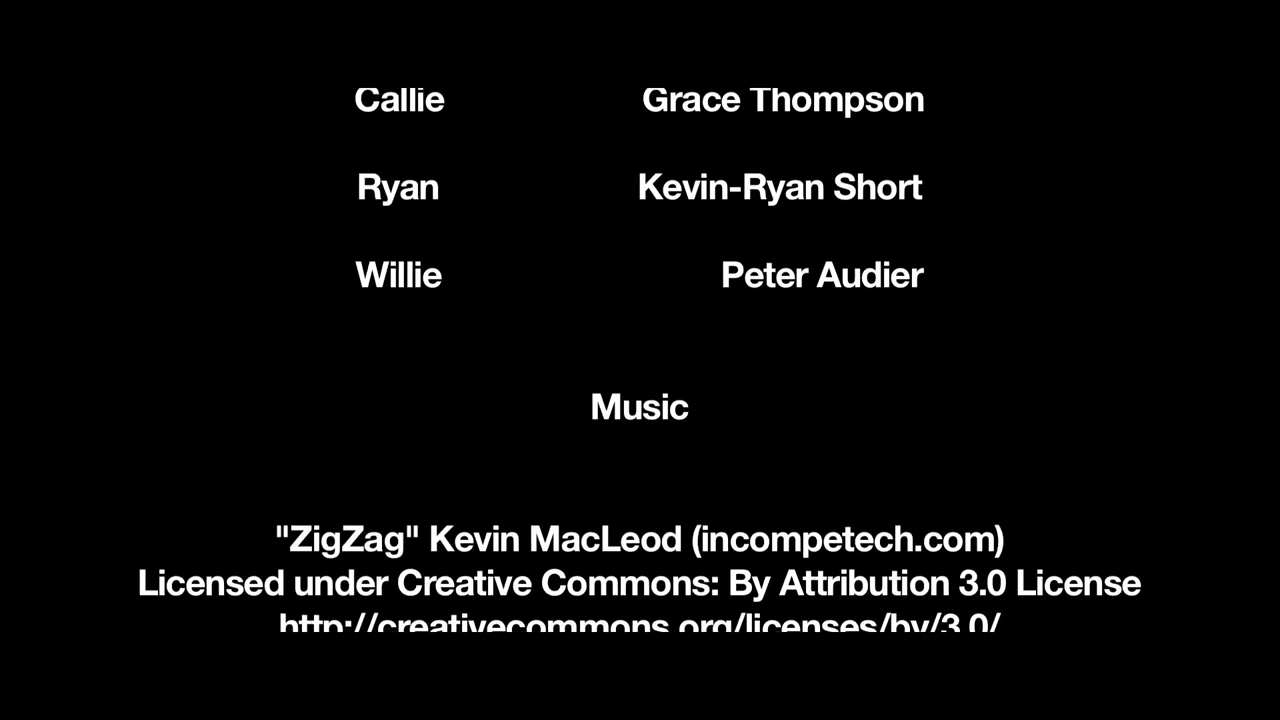 Callie Grace Thompson
Ryan Kevin-Ryan Short
Willie Peter Audier
Music
"ZigZag" Kevin MacLeod (incompetech.com)
Licensed under Creative Commons: By Attribution 3.0 License
http://creativecommons.org/licenses/by/3.0/